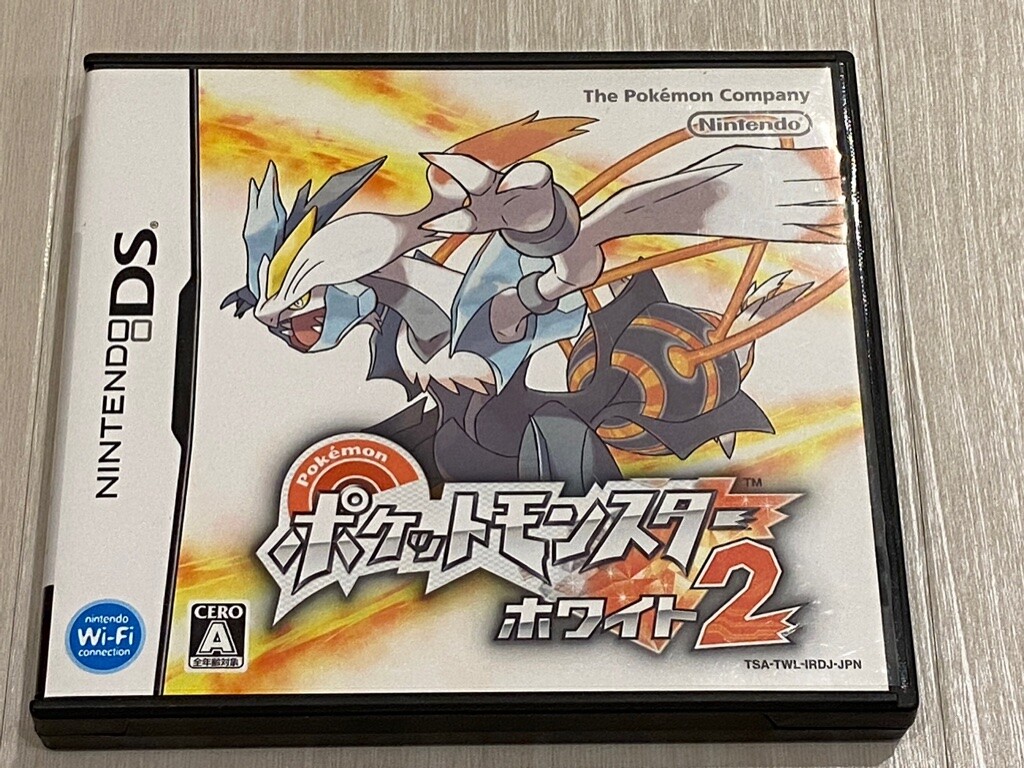 The Pokémon Company
Nintendo
NINTENDO DS
Pokémon
ポケットモンスター
TM
ホワイト2
nintendo
Wi-Fi
connection
CERO
A
全年齢対象
TSA-TWL-IRDJ-JPN